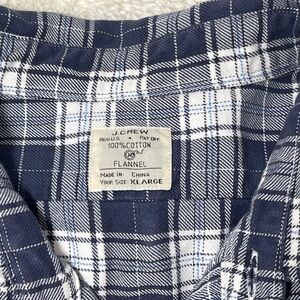 J.CREW
REG U.S. • PAT OFF.
100% COTTON
FLANNEL
MADE IN: CHINA
YOUR SIZE XLARGE